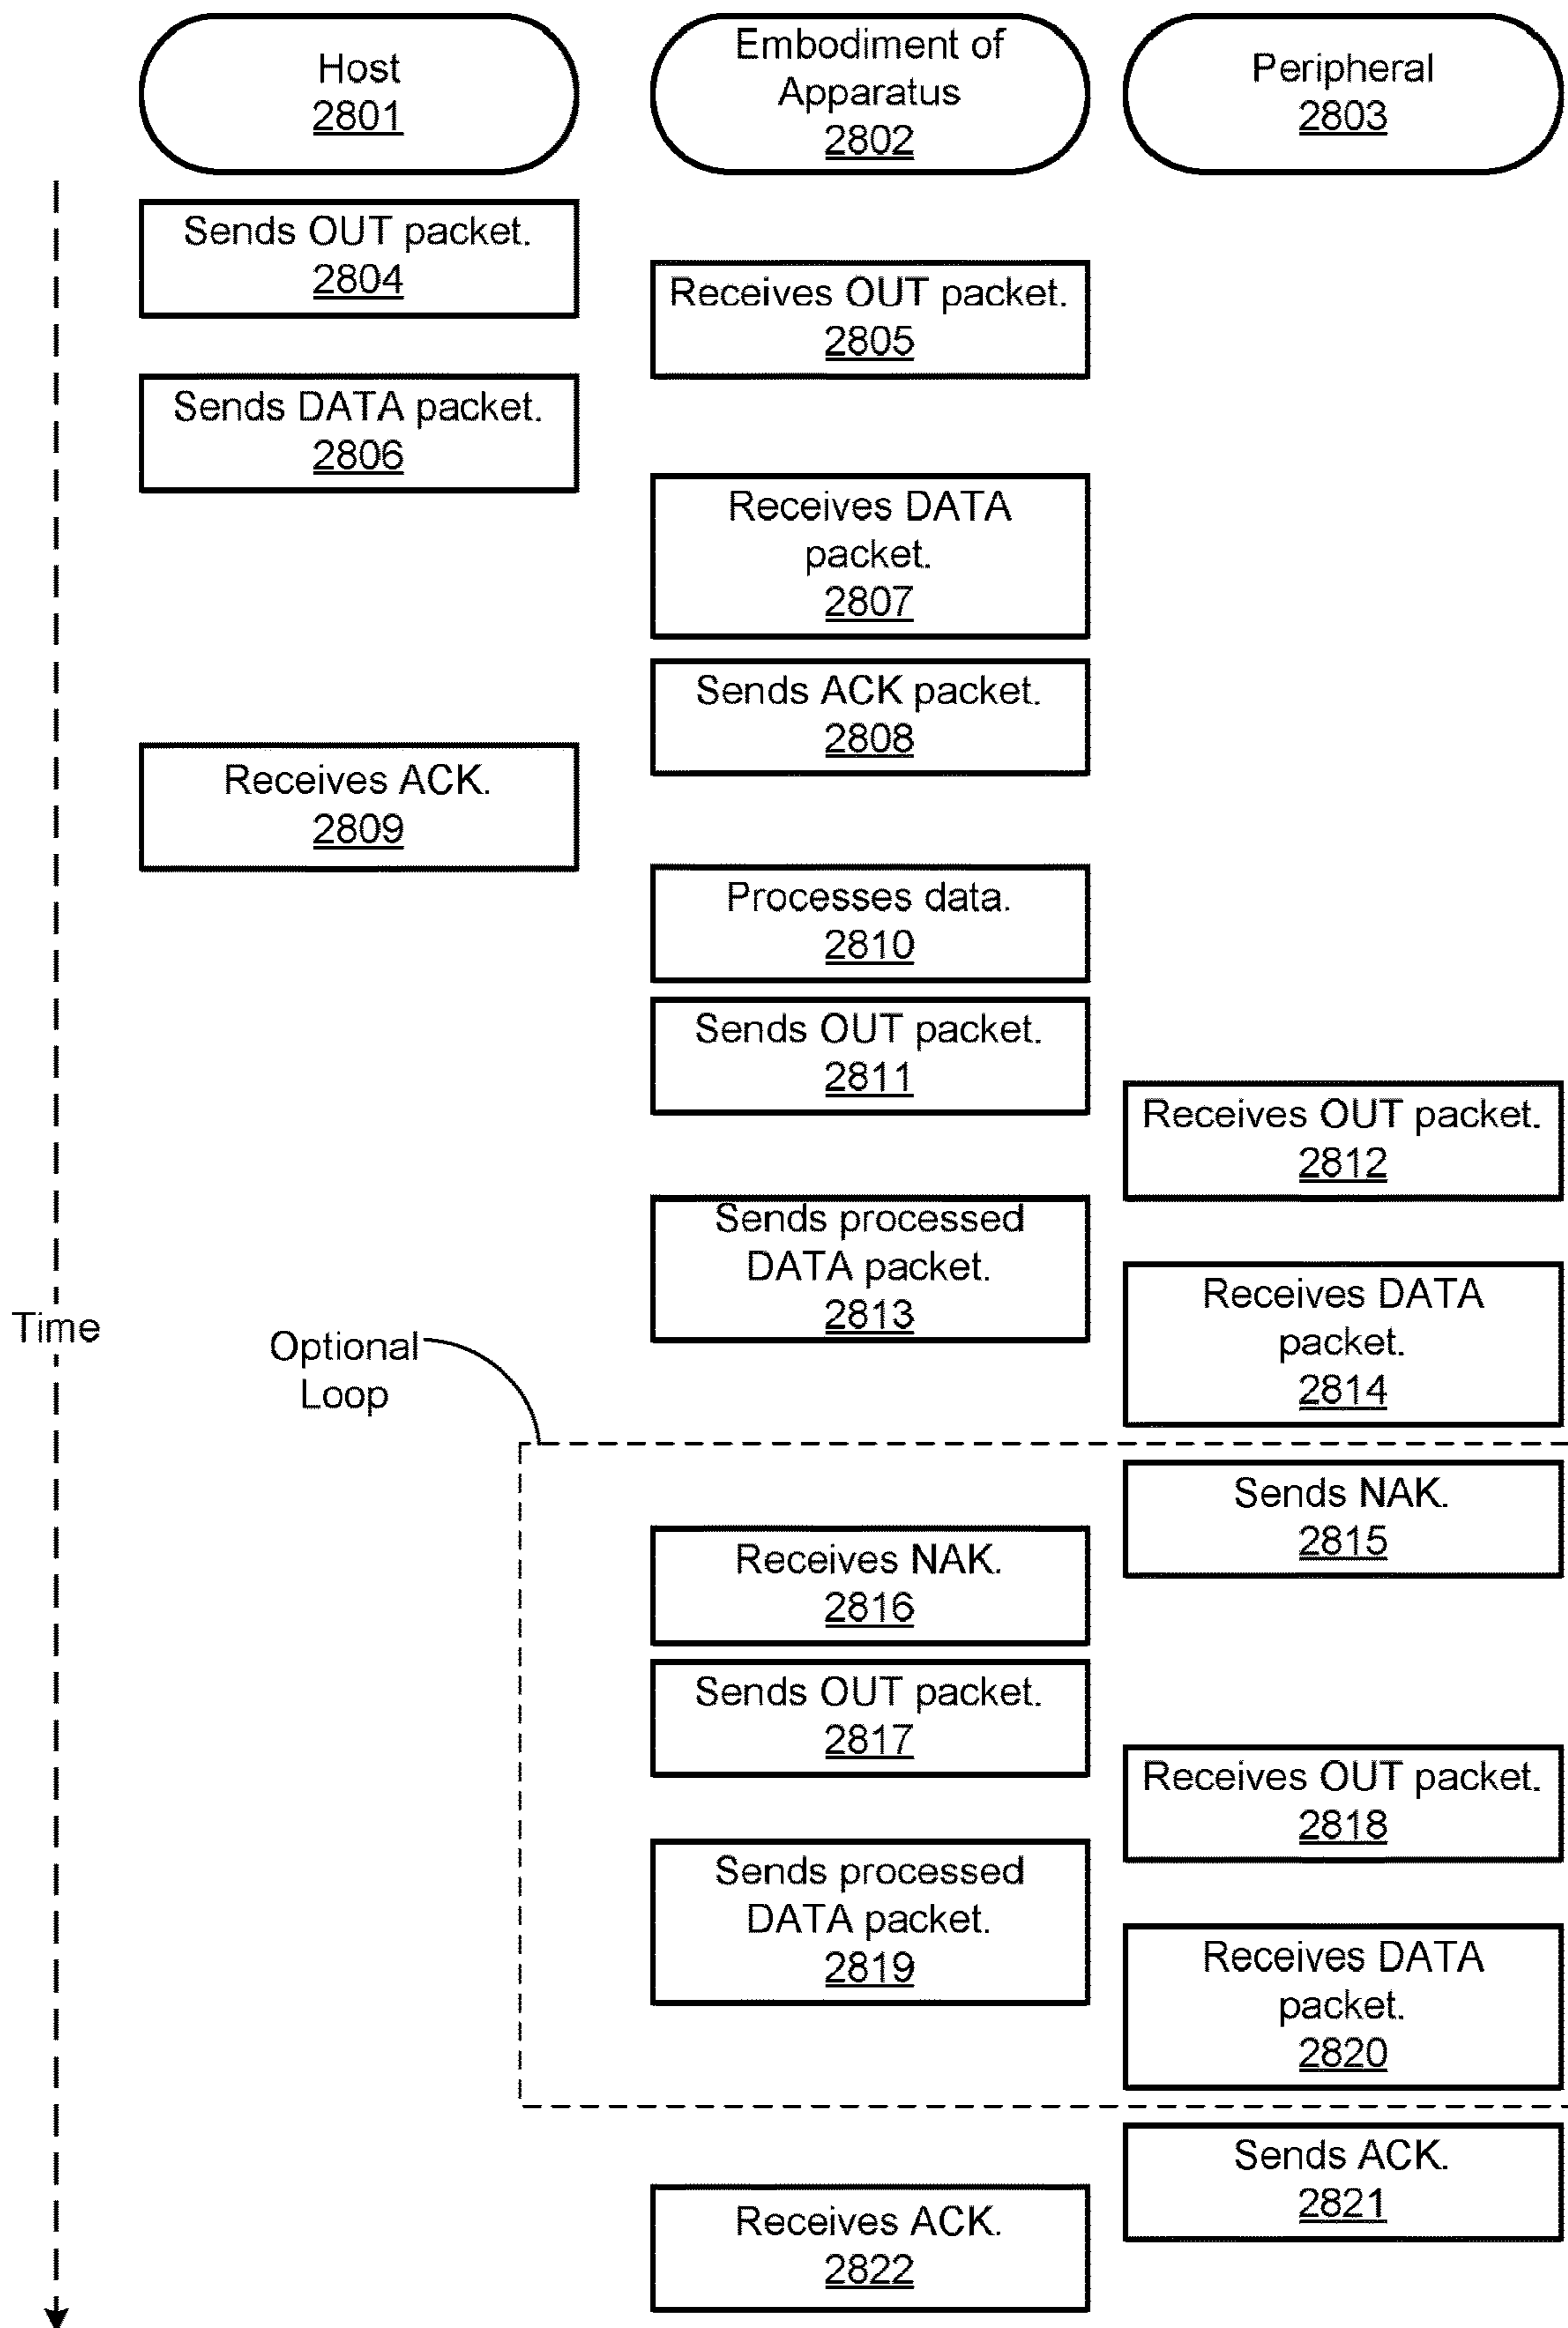 Host
2801
Embodiment of
Apparatus
2802
Peripheral
2803
Sends OUT packet.
2804
Receives OUT packet.
2805
Sends DATA packet.
2806
Receives DATA
packet.
2807
Sends ACK packet.
2808
Receives ACK.
2809
Processes data.
2810
Sends OUT packet.
2811
Receives OUT packet.
2812
Sends processed
DATA packet.
2813
Receives DATA
packet.
2814
Time
Optional
Loop
Sends NAK.
2815
Receives NAK.
2816
Sends OUT packet.
2817
Receives OUT packet.
2818
Sends processed
DATA packet.
2819
Receives DATA
packet.
2820
Sends ACK.
2821
Receives ACK.
2822